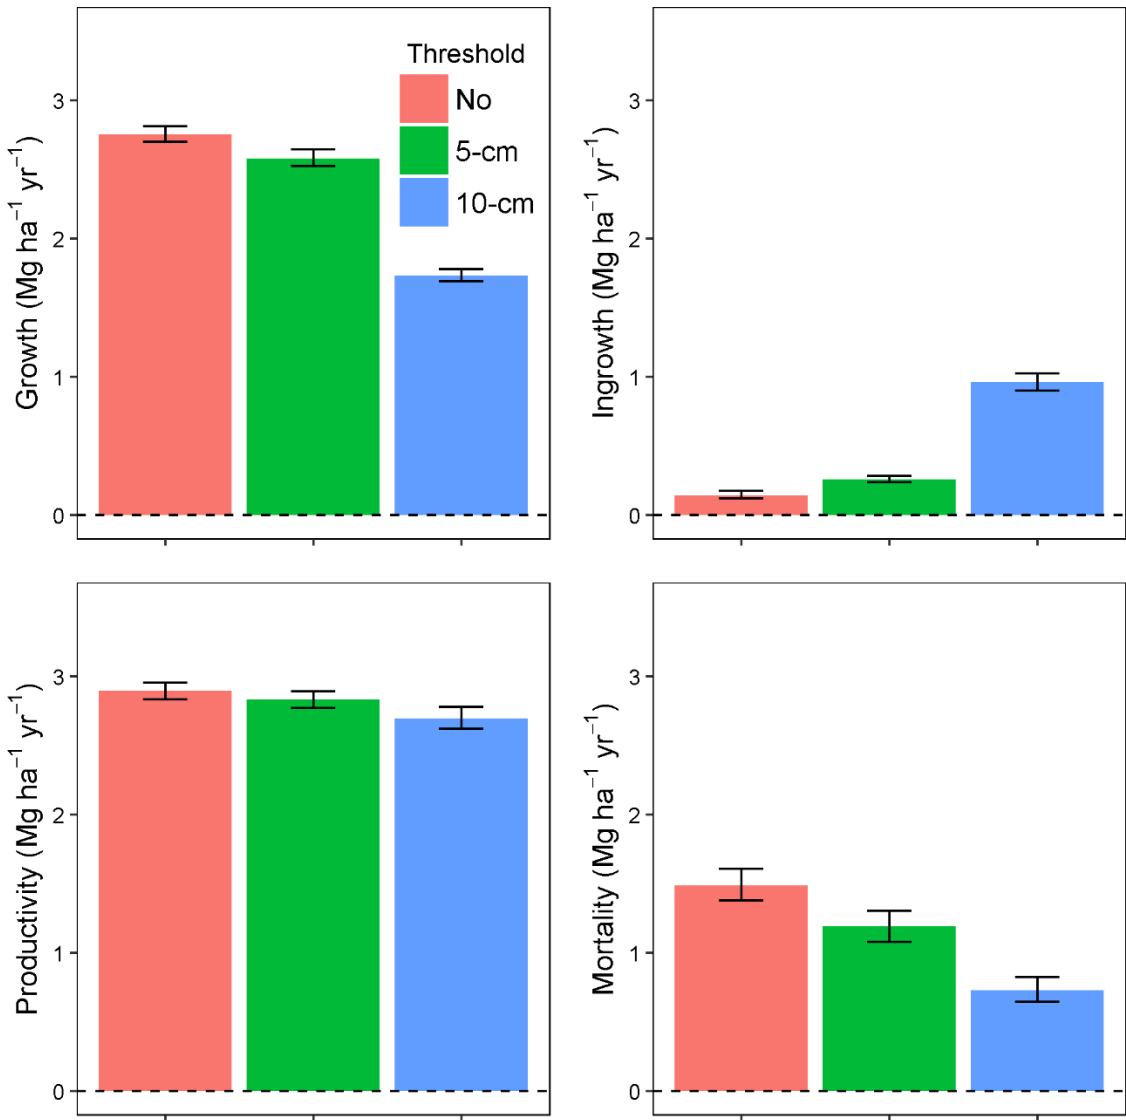 Growth (Mg ha⁻¹ yr⁻¹)
3
2
1
0
Threshold
No
5-cm
10-cm
Ingrowth (Mg ha⁻¹ yr⁻¹)
3
2
1
0
Productivity (Mg ha⁻¹ yr⁻¹)
3
2
1
0
Mortality (Mg ha⁻¹ yr⁻¹)
3
2
1
0